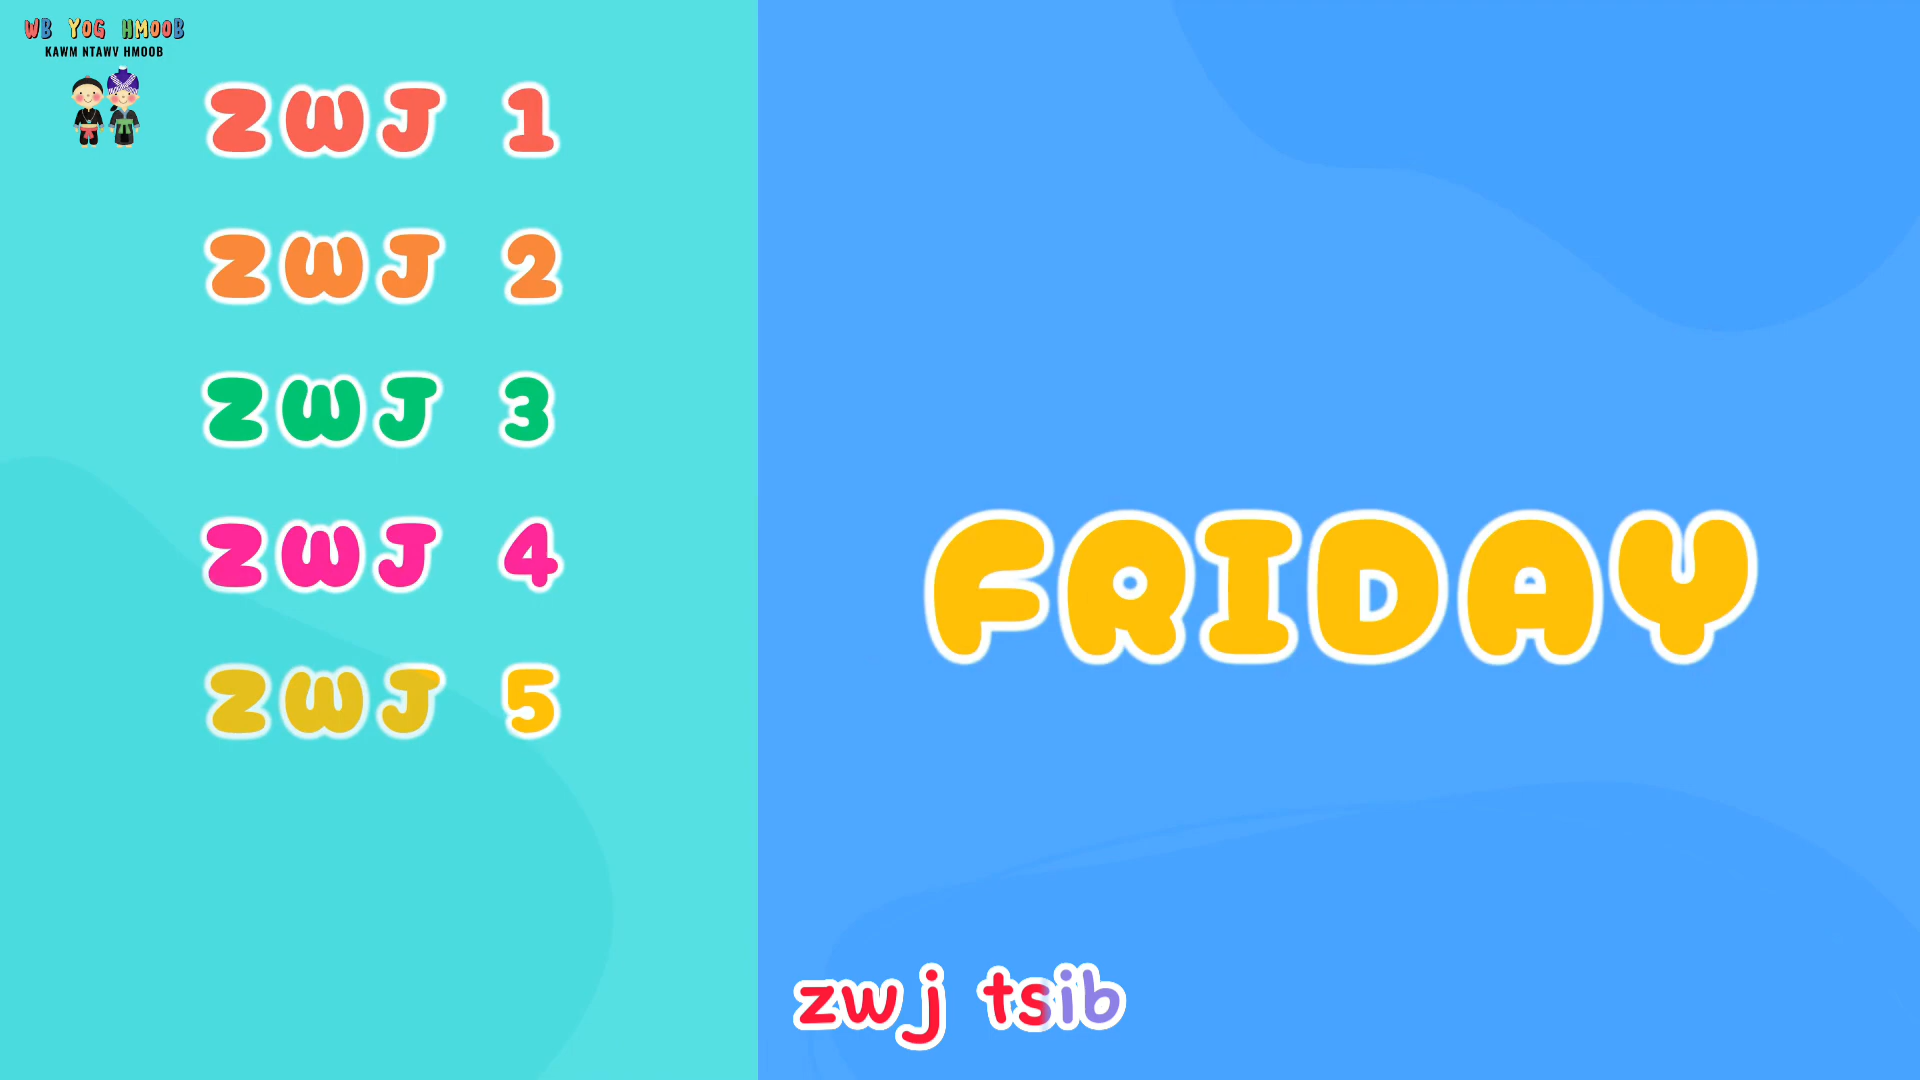 WB YOG HMOOB
KAWM NTAWV HMOOB
ZWJ 1
ZWJ 2
ZWJ 3
ZWJ 4
ZWJ 5
FRIDAY
zwj tsib